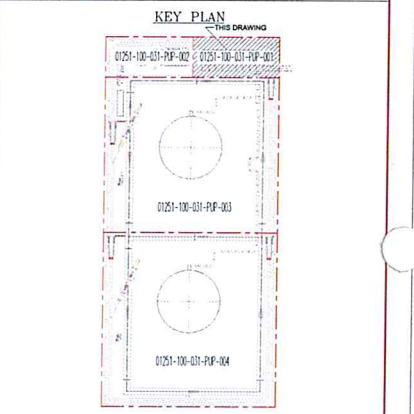 KEY PLAN
THIS DRAWING
01251-100-031-PUP-002 01251-100-031-PUP-001
01251-100-031-PUP-003
01251-100-031-PUP-004